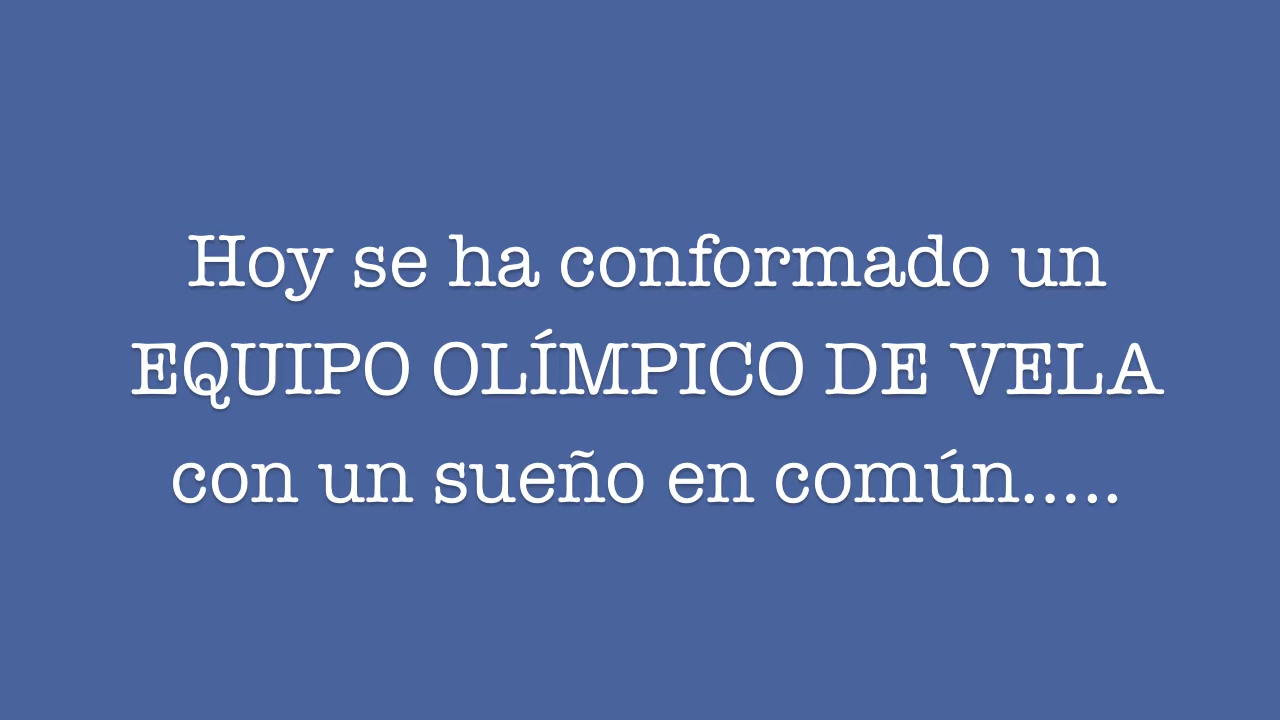 Hoy se ha conformado un
EQUIPO OLÍMPICO DE VELA
con un sueño en común.....